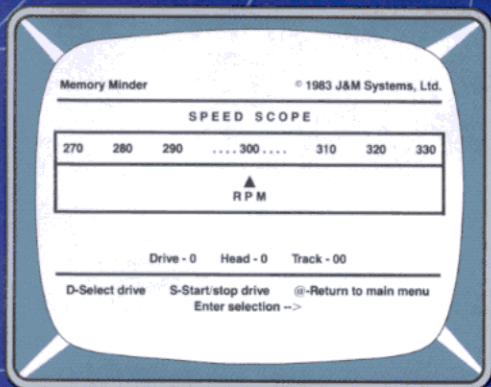 Memory Minder © 1983 J&M Systems, Ltd.
SPEED SCOPE
270 280 290 ....300.... 310 320 330
RPM
Drive - 0 Head - 0 Track - 00
D-Select drive S-Start/stop drive @-Return to main menu
Enter selection -->